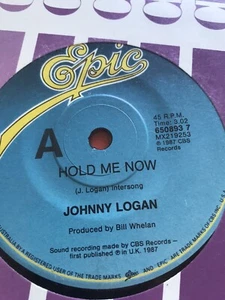 Epic
A
45 R.P.M.
Time: 3.02
650893 7
MX219253
℗ 1987 CBS
Records
HOLD ME NOW
(J. Logan) Intersong
JOHNNY LOGAN
Produced by Bill Whelan
Sound recording made by CBS Records –
first published ℗ in U.K. 1987